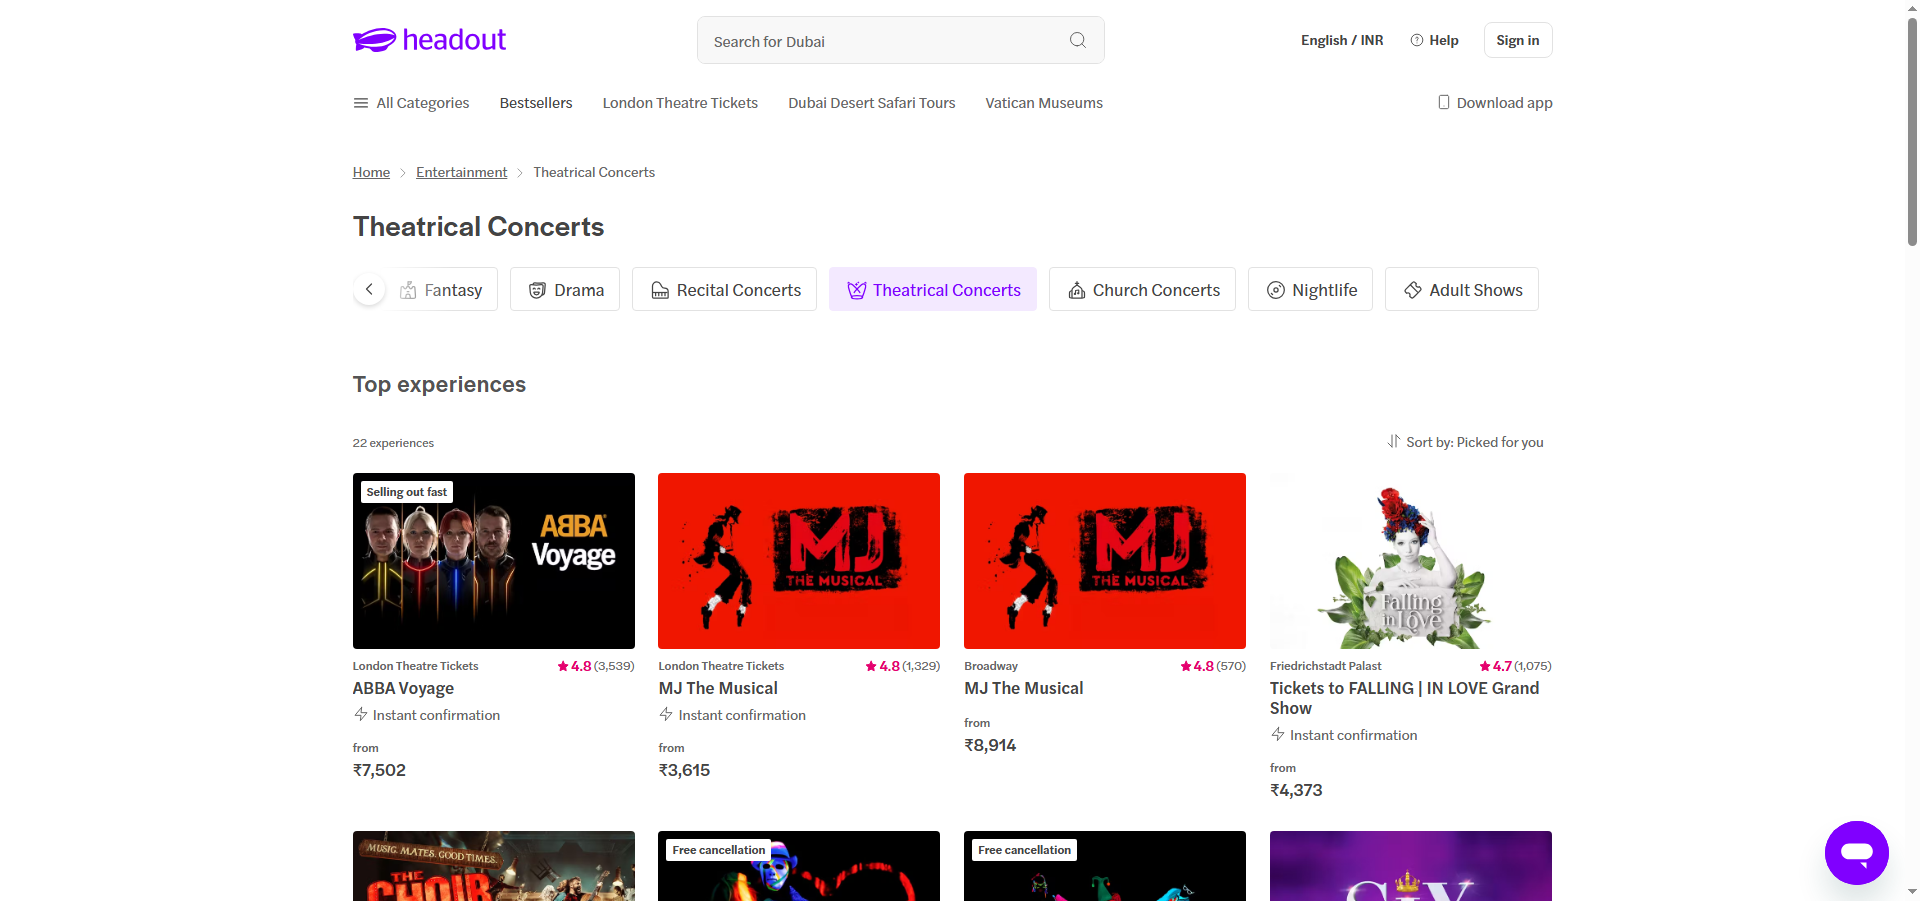 headout
Search for Dubai
English / INR
Help
Sign in
All Categories
Bestsellers
London Theatre Tickets
Dubai Desert Safari Tours
Vatican Museums
Download app
Home
Entertainment
Theatrical Concerts
Theatrical Concerts
Fantasy
Drama
Recital Concerts
Theatrical Concerts
Church Concerts
Nightlife
Adult Shows
Top experiences
22 experiences
Sort by: Picked for you
Selling out fast
ABBA
Voyage
London Theatre Tickets
4.8 (3,539)
ABBA Voyage
Instant confirmation
from
₹7,502
MJ
THE MUSICAL
London Theatre Tickets
4.8 (1,329)
MJ The Musical
Instant confirmation
from
₹3,615
MJ
THE MUSICAL
Broadway
4.8 (570)
MJ The Musical
from
₹8,914
Falling
in Love
Friedrichstadt Palast
4.7 (1,075)
Tickets to FALLING | IN LOVE Grand
Show
Instant confirmation
from
₹4,373
MUSIC. MATES. GOOD TIMES.
THE
CHOIR
Free cancellation
Free cancellation
SIX